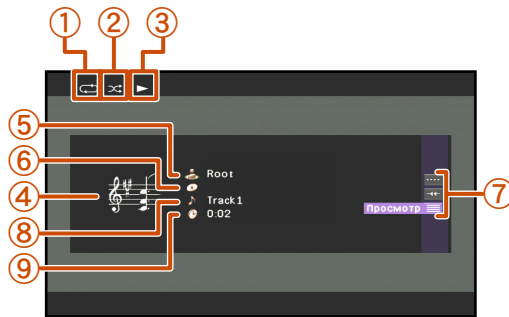 ① ② ③
⑤ Root
⑥
④
⑧ Track1
⑨ 0:02
Просмотр
⑦